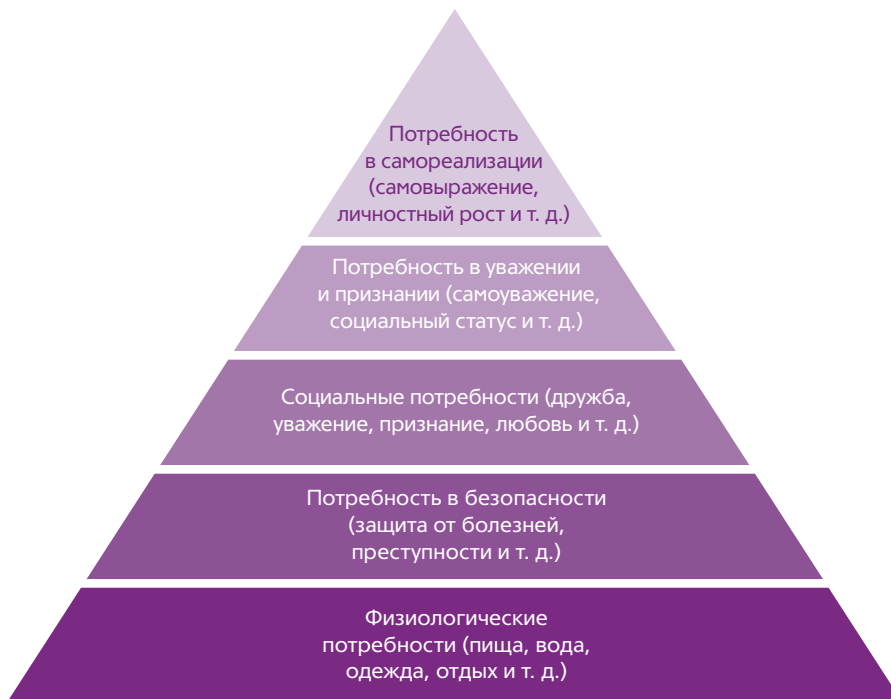 Потребность
в самореализации
(самовыражение,
личностный рост и т. д.)
Потребность в уважении
и признании (самоуважение,
социальный статус и т. д.)
Социальные потребности (дружба,
уважение, признание, любовь и т. д.)
Потребность в безопасности
(защита от болезней,
преступности и т. д.)
Физиологические
потребности (пища, вода,
одежда, отдых и т. д.)